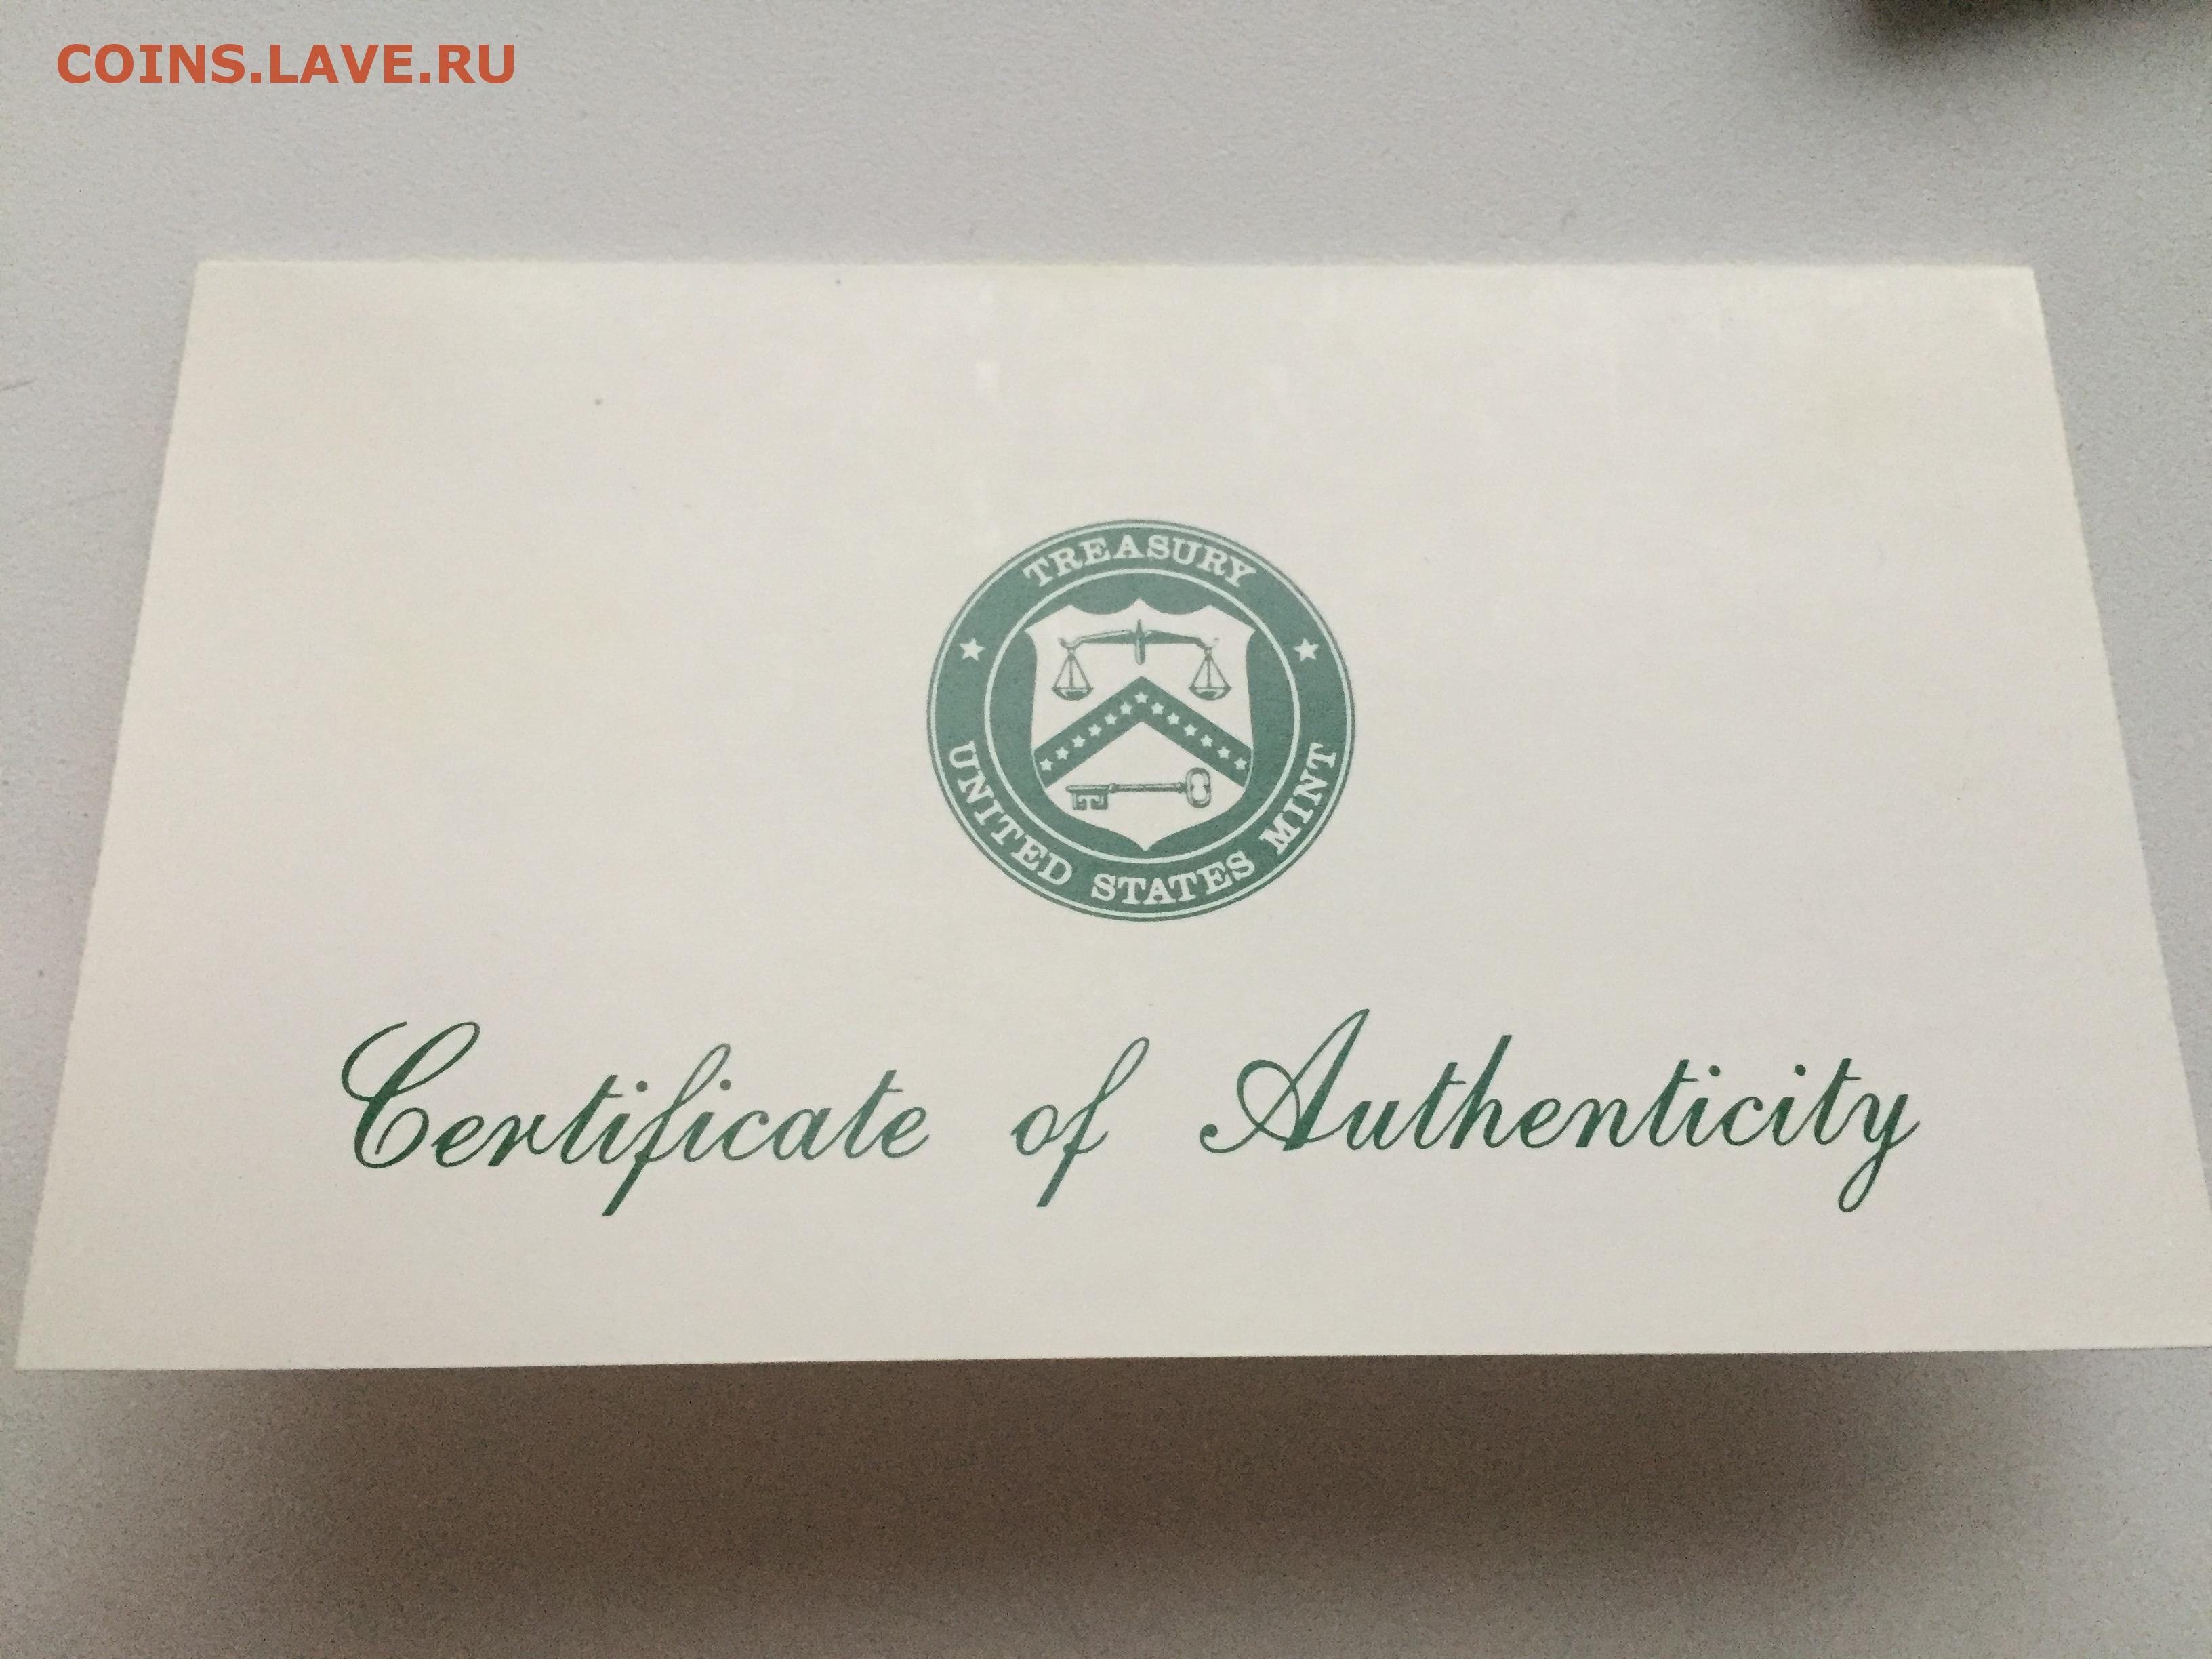 COINS.LAVE.RU
TREASURY
UNITED STATES MINT
Certificate of Authenticity